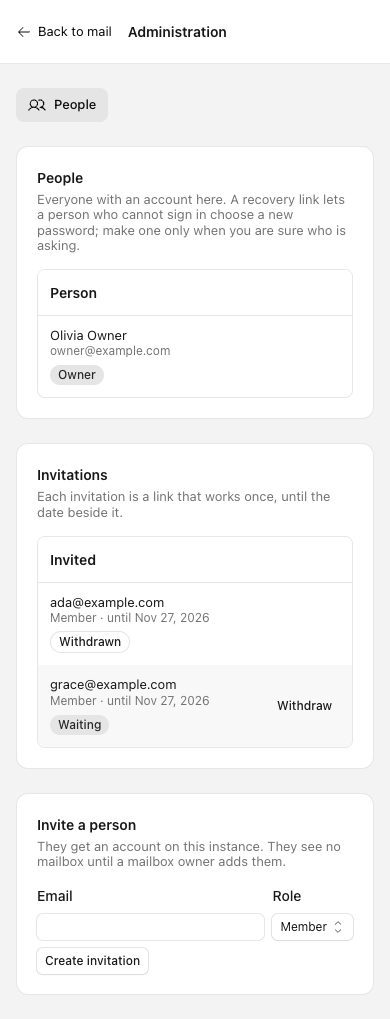 Back to mail Administration
People
People
Everyone with an account here. A recovery link lets
a person who cannot sign in choose a new
password; make one only when you are sure who is
asking.
Person
Olivia Owner
owner@example.com
Owner
Invitations
Each invitation is a link that works once, until the
date beside it.
Invited
ada@example.com
Member · until Nov 27, 2026
Withdrawn
grace@example.com
Member · until Nov 27, 2026
Withdraw
Waiting
Invite a person
They get an account on this instance. They see no
mailbox until a mailbox owner adds them.
Email Role
Member
Create invitation